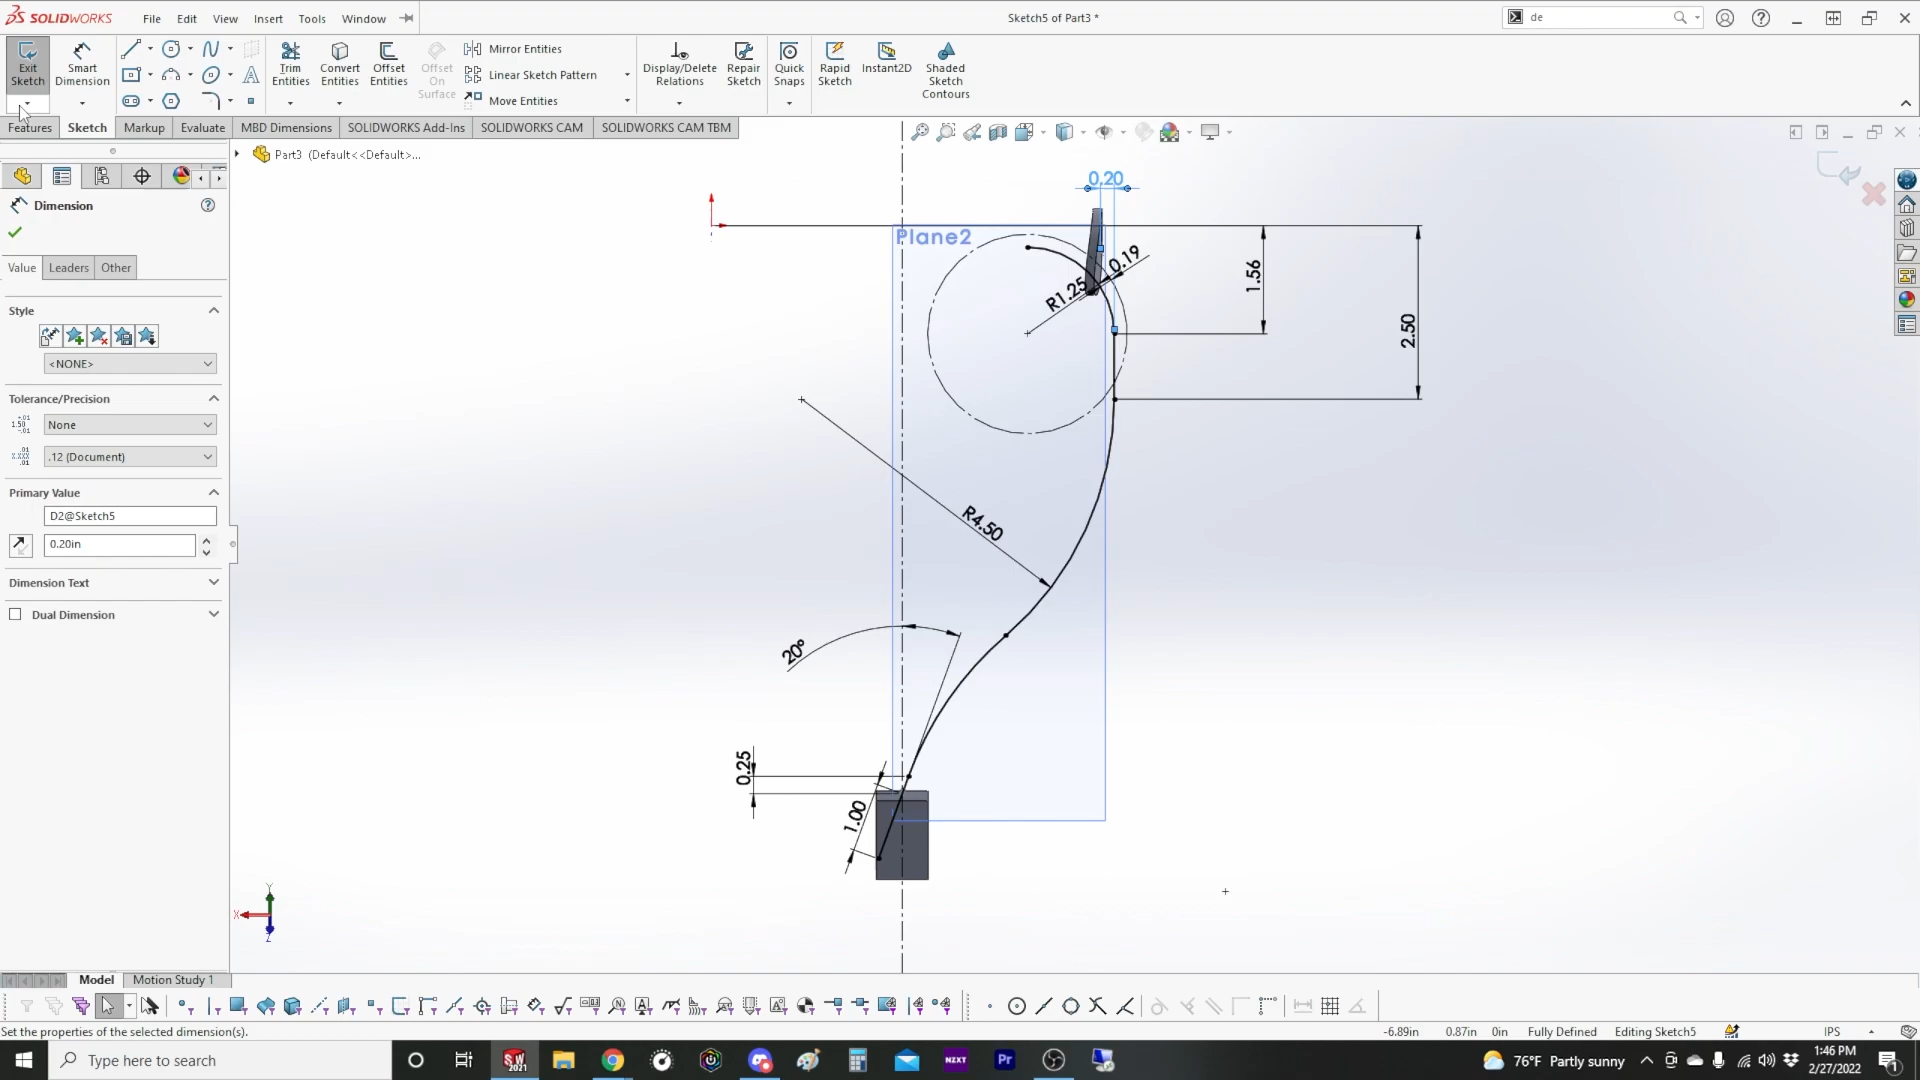 SOLIDWORKS
File
Edit
View
Insert
Tools
Window
Sketch5 of Part3 *
de
Exit
Sketch
Smart
Dimension
Trim
Entities
Convert
Entities
Offset
Entities
Offset
On
Surface
Mirror Entities
Linear Sketch Pattern
Move Entities
Display/Delete
Relations
Repair
Sketch
Quick
Snaps
Rapid
Sketch
Instant2D
Shaded
Sketch
Contours
Features
Sketch
Markup
Evaluate
MBD Dimensions
SOLIDWORKS Add-Ins
SOLIDWORKS CAM
SOLIDWORKS CAM TBM
Part3 (Default<<Default>...
Dimension
Value
Leaders
Other
Style
<NONE>
Tolerance/Precision
None
.12 (Document)
Primary Value
D2@Sketch5
0.20in
Dimension Text
Dual Dimension
0.20
Plane2
0.19
R1.25
1.56
2.50
R4.50
20°
0.25
1.00
Y
X
Z
Model
Motion Study 1
Set the properties of the selected dimension(s).
-6.89in
0.87in
0in
Fully Defined
Editing Sketch5
IPS
Type here to search
SW
2021
NZXT
Pr
76°F Partly sunny
1:46 PM
2/27/2022
1